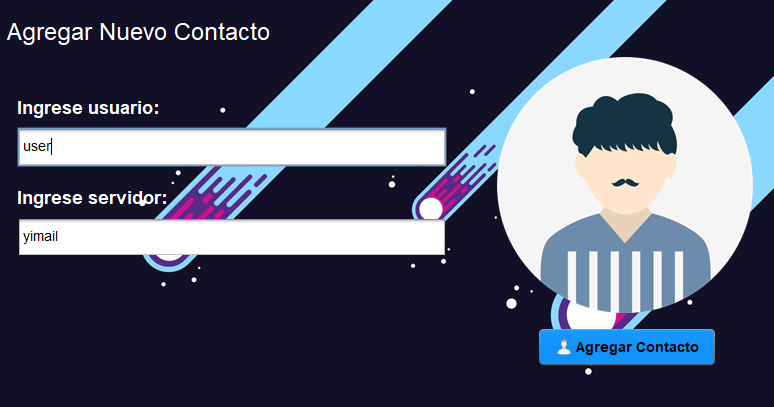 Agregar Nuevo Contacto
Ingrese usuario:
user
Ingrese servidor:
yimail
Agregar Contacto